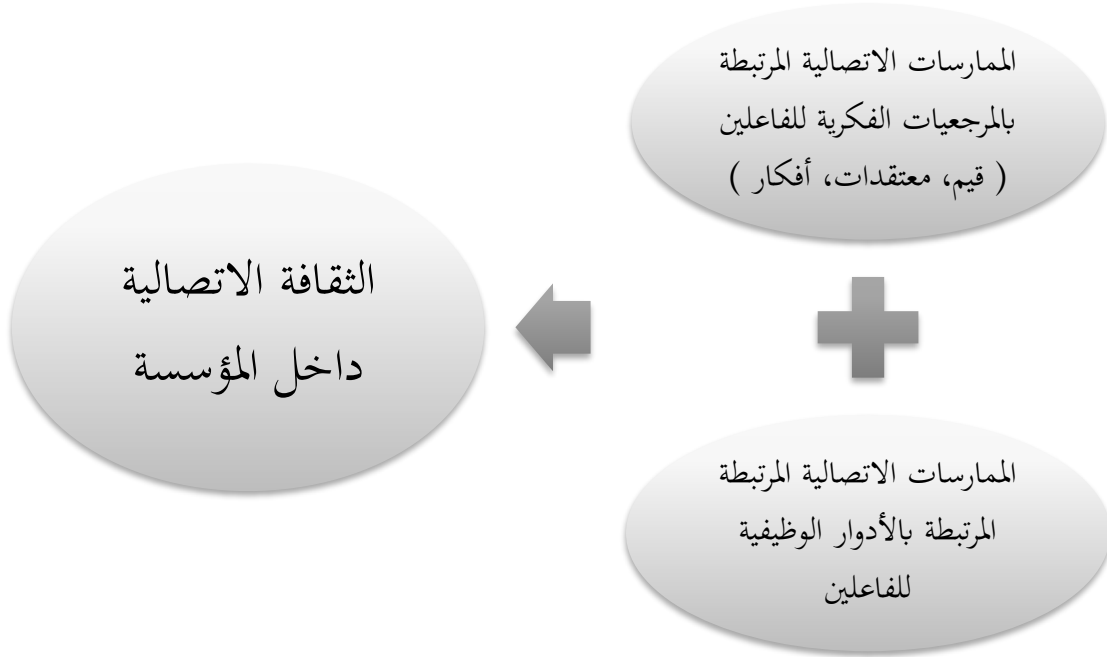 الممارسات الاتصالية المرتبطة
بالمرجعيات الفكرية للفاعلين
( قيم، معتقدات، أفكار )
الثقافة الاتصالية
داخل المؤسسة
الممارسات الاتصالية المرتبطة
المرتبطة بالأدوار الوظيفية
للفاعلين